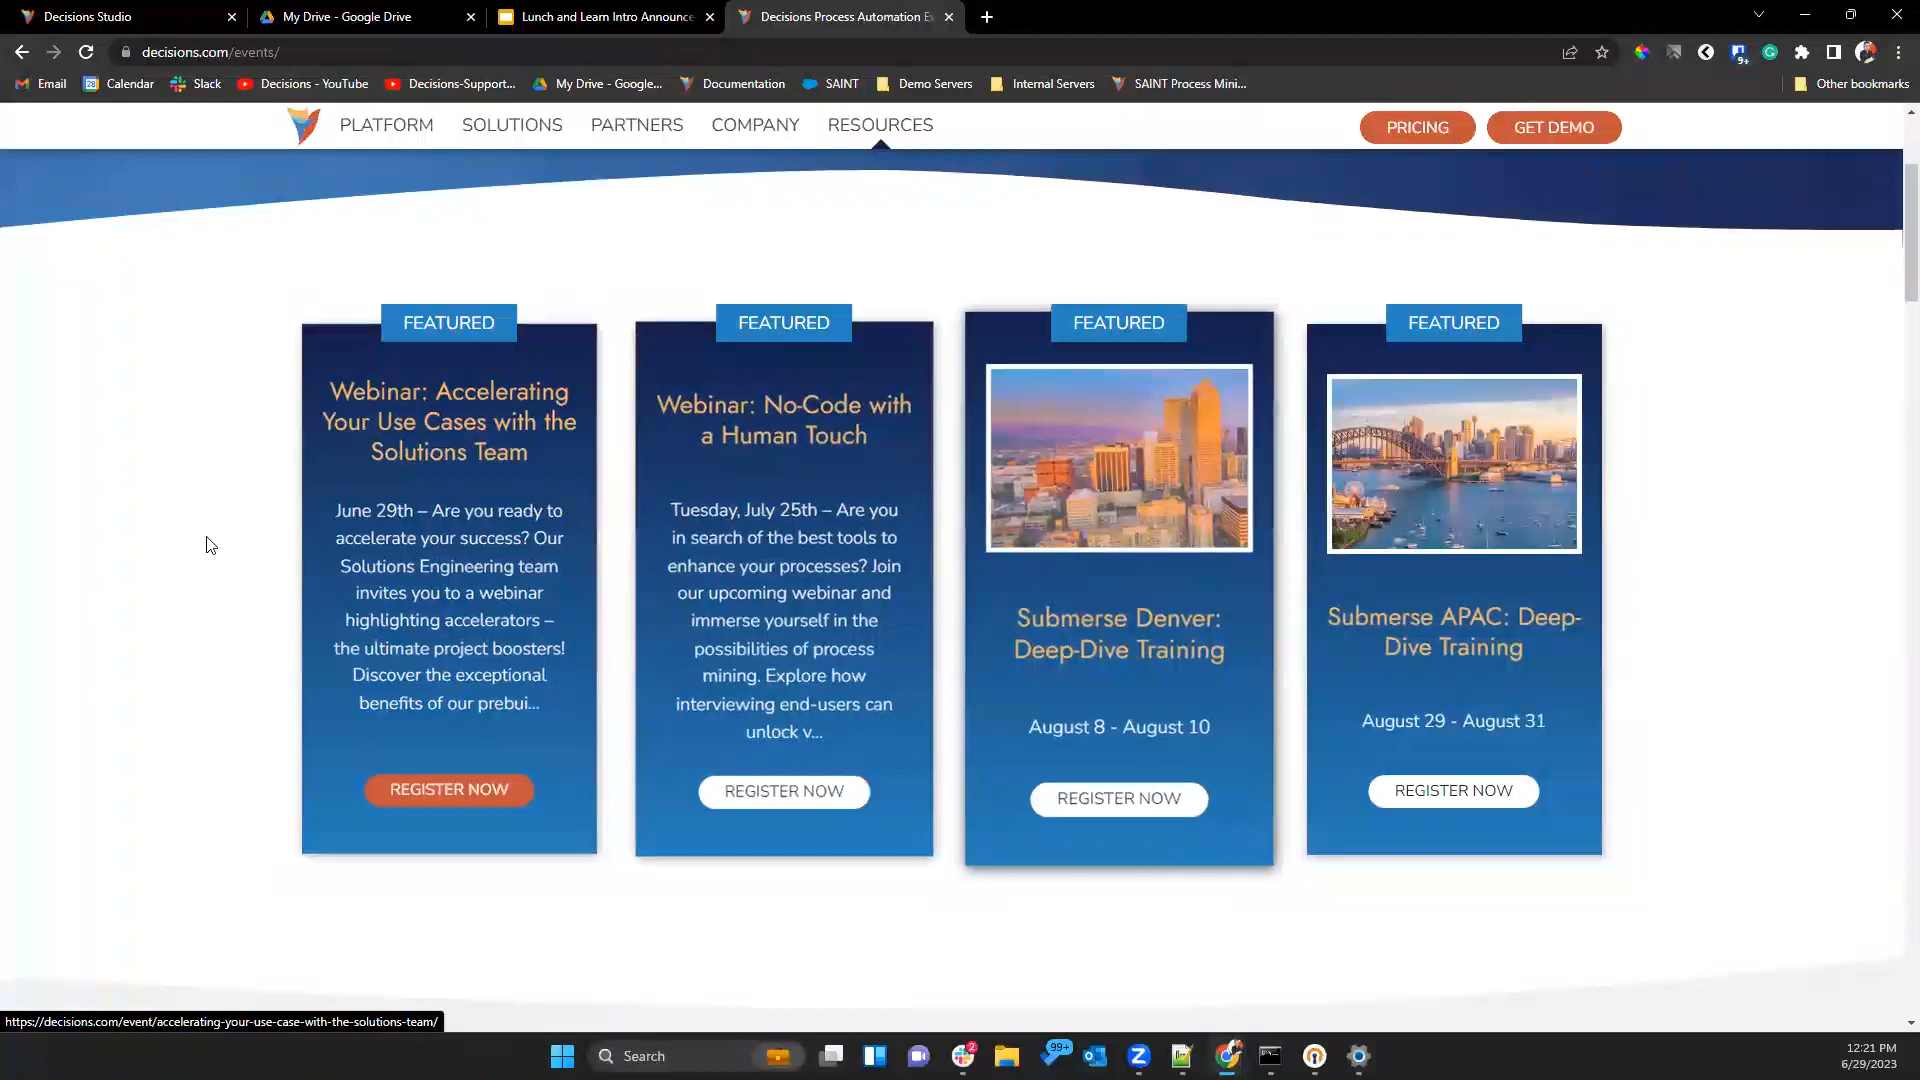 Decisions Studio
My Drive - Google Drive
Lunch and Learn Intro Announce
Decisions Process Automation E
decisions.com/events/
Email
Calendar
Slack
Decisions - YouTube
Decisions-Support...
My Drive - Google...
Documentation
SAINT
Demo Servers
Internal Servers
SAINT Process Mini...
Other bookmarks
9+
PLATFORM
SOLUTIONS
PARTNERS
COMPANY
RESOURCES
PRICING
GET DEMO
FEATURED
Webinar: Accelerating
Your Use Cases with the
Solutions Team
June 29th – Are you ready to
accelerate your success? Our
Solutions Engineering team
invites you to a webinar
highlighting accelerators –
the ultimate project boosters!
Discover the exceptional
benefits of our prebui...
REGISTER NOW
FEATURED
Webinar: No-Code with
a Human Touch
Tuesday, July 25th – Are you
in search of the best tools to
enhance your processes? Join
our upcoming webinar and
immerse yourself in the
possibilities of process
mining. Explore how
interviewing end-users can
unlock v...
REGISTER NOW
FEATURED
Submerse Denver:
Deep-Dive Training
August 8 - August 10
REGISTER NOW
FEATURED
Submerse APAC: Deep-
Dive Training
August 29 - August 31
REGISTER NOW
https://decisions.com/event/accelerating-your-use-case-with-the-solutions-team/
Search
2
99+
12:21 PM
6/29/2023